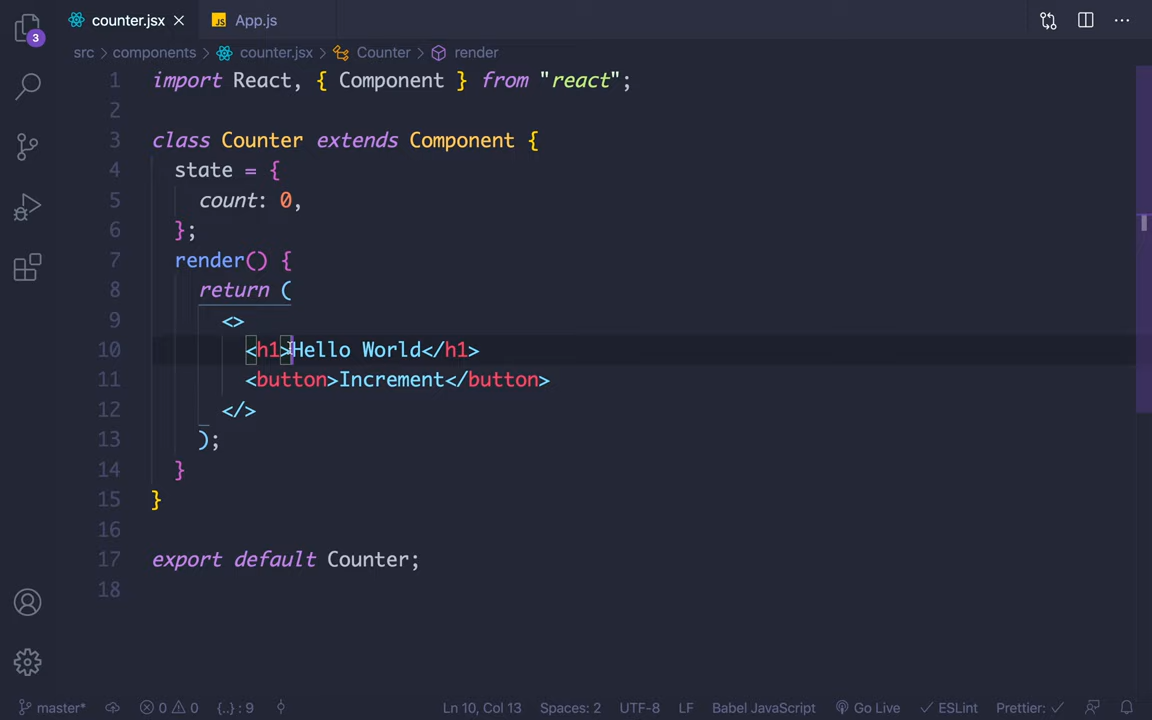 counter.jsx
JS App.js
3
src > components > counter.jsx > Counter > render
1 import React, { Component } from "react";
2
3 class Counter extends Component {
4 state = {
5 count: 0,
6 };
7 render() {
8 return (
9 <>
10 <h1>Hello World</h1>
11 <button>Increment</button>
12 </>
13 );
14 }
15 }
16
17 export default Counter;
18
master* 0 0 {..} : 9 Ln 10, Col 13 Spaces: 2 UTF-8 LF Babel JavaScript Go Live ESLint Prettier: